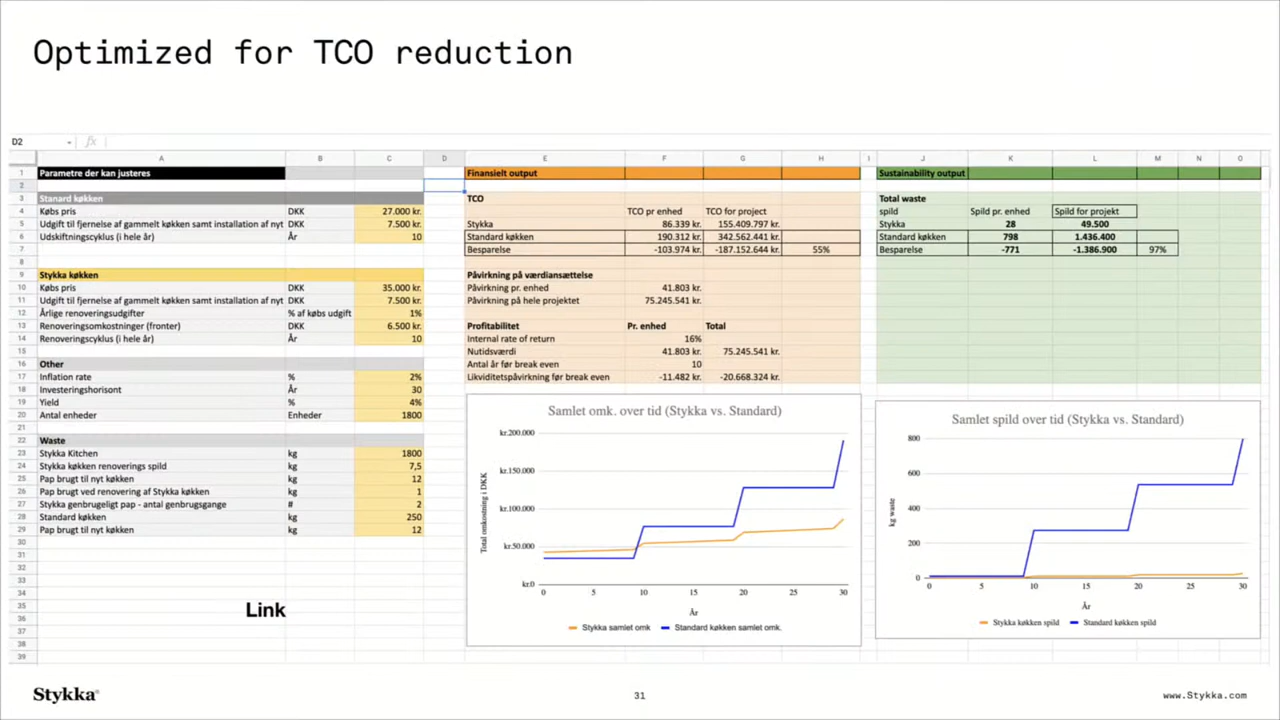 Optimized for TCO reduction
D2 fx
A B C D E F G H I J K L M N O
1 Parametre der kan justeres Finansielt output Sustainability output
2
3 Stanard køkken TCO Total waste
4 Købs pris DKK 27.000 kr. TCO pr enhed TCO for project spild Spild pr. enhed Spild for projekt
5 Udgift til fjernelse af gammelt køkken samt installation af nyt DKK 7.500 kr. Stykka 86.339 kr. 155.409.797 kr. Stykka 28 49.500
6 Udskiftningscyklus (i hele år) År 10 Standard køkken 190.312 kr. 342.562.441 kr. Standard køkken 798 1.436.400
7 Besparelse -103.974 kr. -187.152.644 kr. 55% Besparelse -771 -1.386.900 97%
8
9 Stykka køkken Påvirkning på værdiansættelse
10 Købs pris DKK 35.000 kr. Påvirkning pr. enhed 41.803 kr.
11 Udgift til fjernelse af gammelt køkken samt installation af nyt DKK 7.500 kr. Påvirkning på hele projektet 75.245.541 kr.
12 Årlige renoveringsudgifter % af købs udgift 1%
13 Renoveringsomkostninger (fronter) DKK 6.500 kr. Profitabilitet Pr. enhed Total
14 Renoveringscyklus (i hele år) År 10 Internal rate of return 16%
15 Nutidsværdi 41.803 kr. 75.245.541 kr.
16 Other Antal år før break even 10
17 Inflation rate % 2% Likviditetspåvirkning før break even -11.482 kr. -20.668.324 kr.
18 Investeringshorisont År 30
19 Yield % 4%
20 Antal enheder Enheder 1800
21
22 Waste
23 Stykka Kitchen kg 1800
24 Stykka køkken renoverings spild kg 7,5
25 Pap brugt til nyt køkken kg 12
26 Pap brugt ved renovering af Stykka køkken kg 1
27 Stykka genbrugeligt pap - antal genbrugsgange # 2
28 Standard køkken kg 250
29 Pap brugt til nyt køkken kg 12
30
31
32
33
34
35
36
37
38
39
Link
Samlet omk. over tid (Stykka vs. Standard)
Total omkostning i DKK
kr.200.000
kr.150.000
kr.100.000
kr.50.000
kr.0
0 5 10 15 20 25 30
År
Stykka samlet omk Standard køkken samlet omk.
Samlet spild over tid (Stykka vs. Standard)
kg waste
800
600
400
200
0
0 5 10 15 20 25 30
År
Stykka køkken spild Standard køkken spild
Stykka®
31
www.Stykka.com